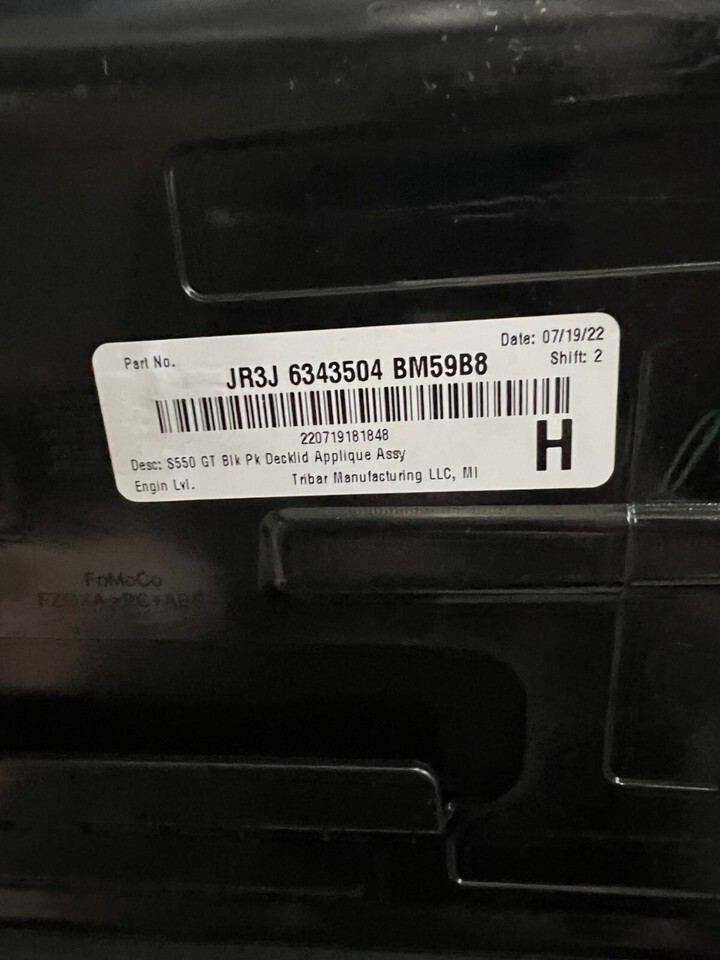 Part No.
Date: 07/19/22
JR3J 6343504 BM59B8
Shift: 2
220719181848
Desc: S550 GT Blk Pk Decklid Applique Assy
H
Engin Lvl.
Tribar Manufacturing LLC, MI
FoMoCo